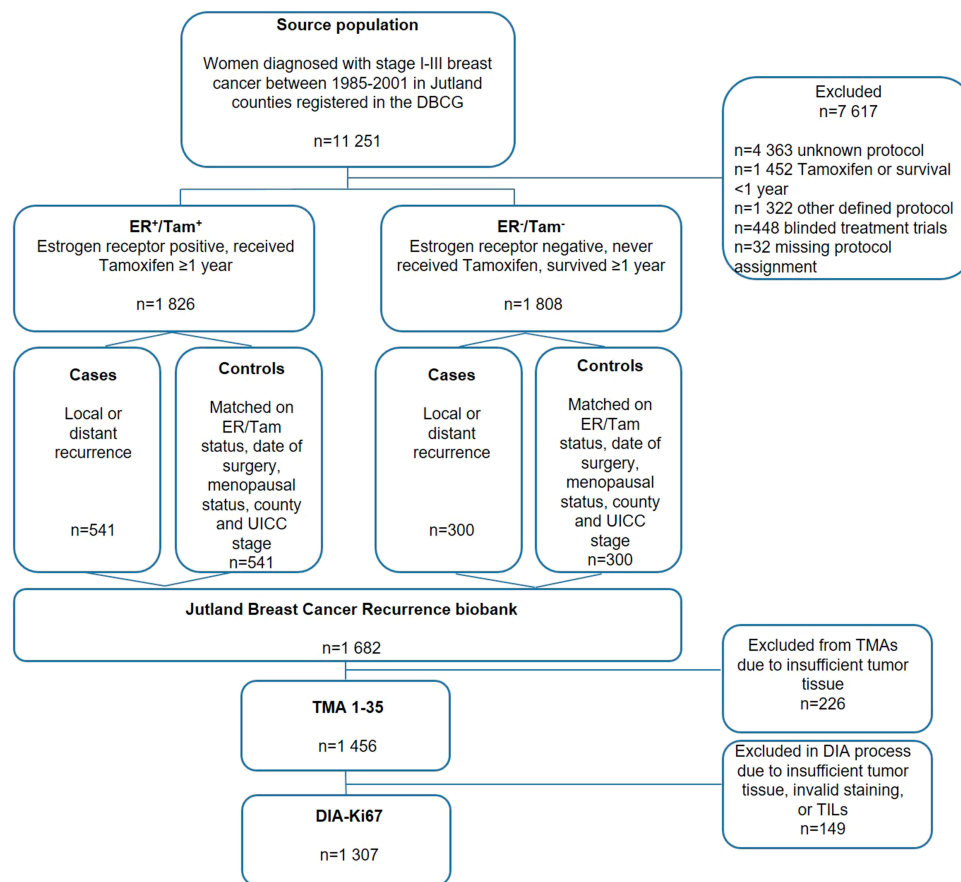 Source population
Women diagnosed with stage I-III breast
cancer between 1985-2001 in Jutland
counties registered in the DBCG
n=11 251
Excluded
n=7 617
n=4 363 unknown protocol
n=1 452 Tamoxifen or survival
<1 year
n=1 322 other defined protocol
n=448 blinded treatment trials
n=32 missing protocol
assignment
ER⁺/Tam⁺
Estrogen receptor positive, received
Tamoxifen ≥1 year
n=1 826
ER⁻/Tam⁻
Estrogen receptor negative, never
received Tamoxifen, survived ≥1 year
n=1 808
Cases
Local or
distant
recurrence
n=541
Controls
Matched on
ER/Tam
status, date of
surgery,
menopausal
status, county
and UICC
stage
n=541
Cases
Local or
distant
recurrence
n=300
Controls
Matched on
ER/Tam
status, date of
surgery,
menopausal
status, county
and UICC
stage
n=300
Jutland Breast Cancer Recurrence biobank
n=1 682
Excluded from TMAs
due to insufficient tumor
tissue
n=226
TMA 1-35
n=1 456
Excluded in DIA process
due to insufficient tumor
tissue, invalid staining,
or TILs
n=149
DIA-Ki67
n=1 307